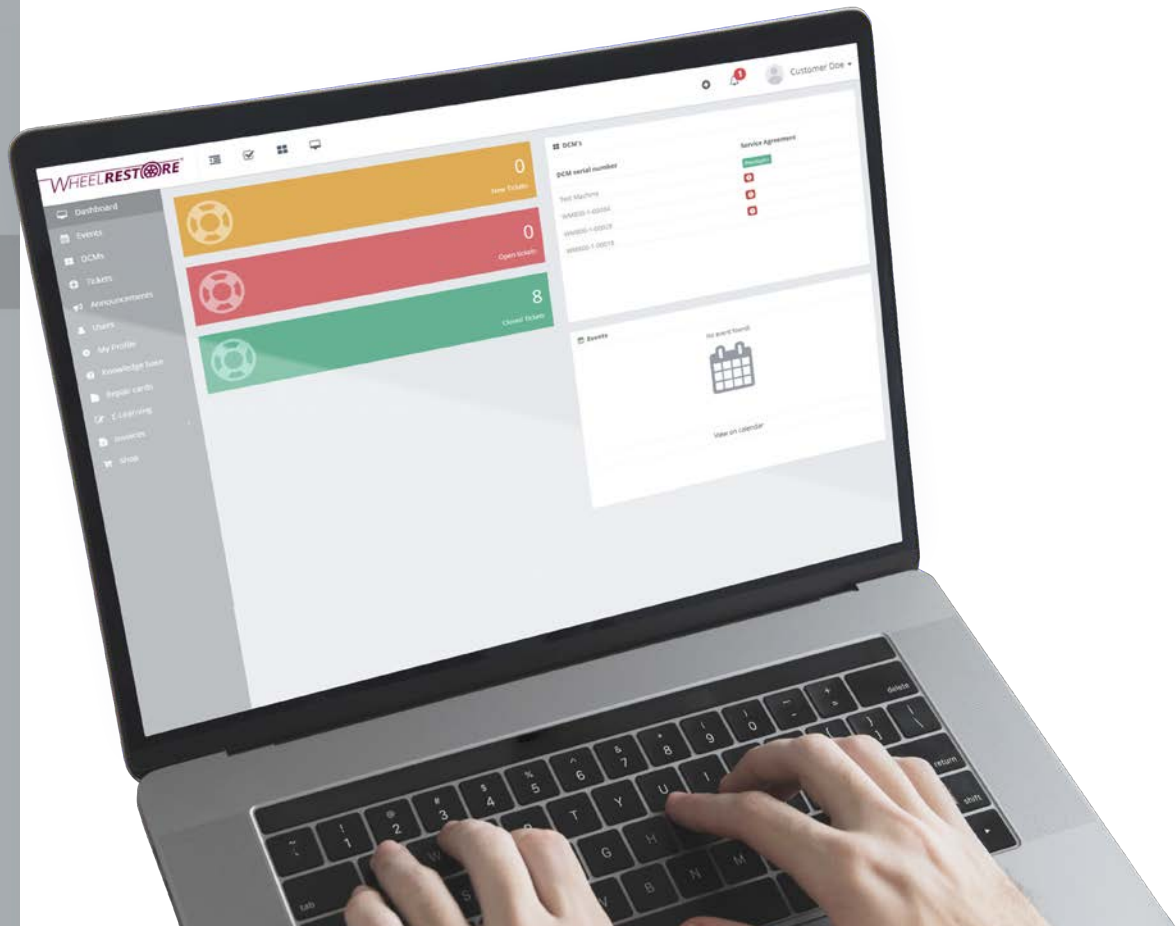 WHEELRESTORE
1
Customer Doe
Dashboard
Events
DCMs
Tickets
Announcements
Users
My Profile
Knowledge base
Repair cards
E-Learning
Invoices
Shop
0
New Tickets
0
Open tickets
8
Closed Tickets
DCM's
DCM serial number
Service Agreement
Test Machine
Events
No event found.
View on calendar
delete
return
shift
tab
! @ # $ % ^ & * ( )
1 2 3 4 5 6 7 8 9 0
W T Y U I
S G H
V B N M